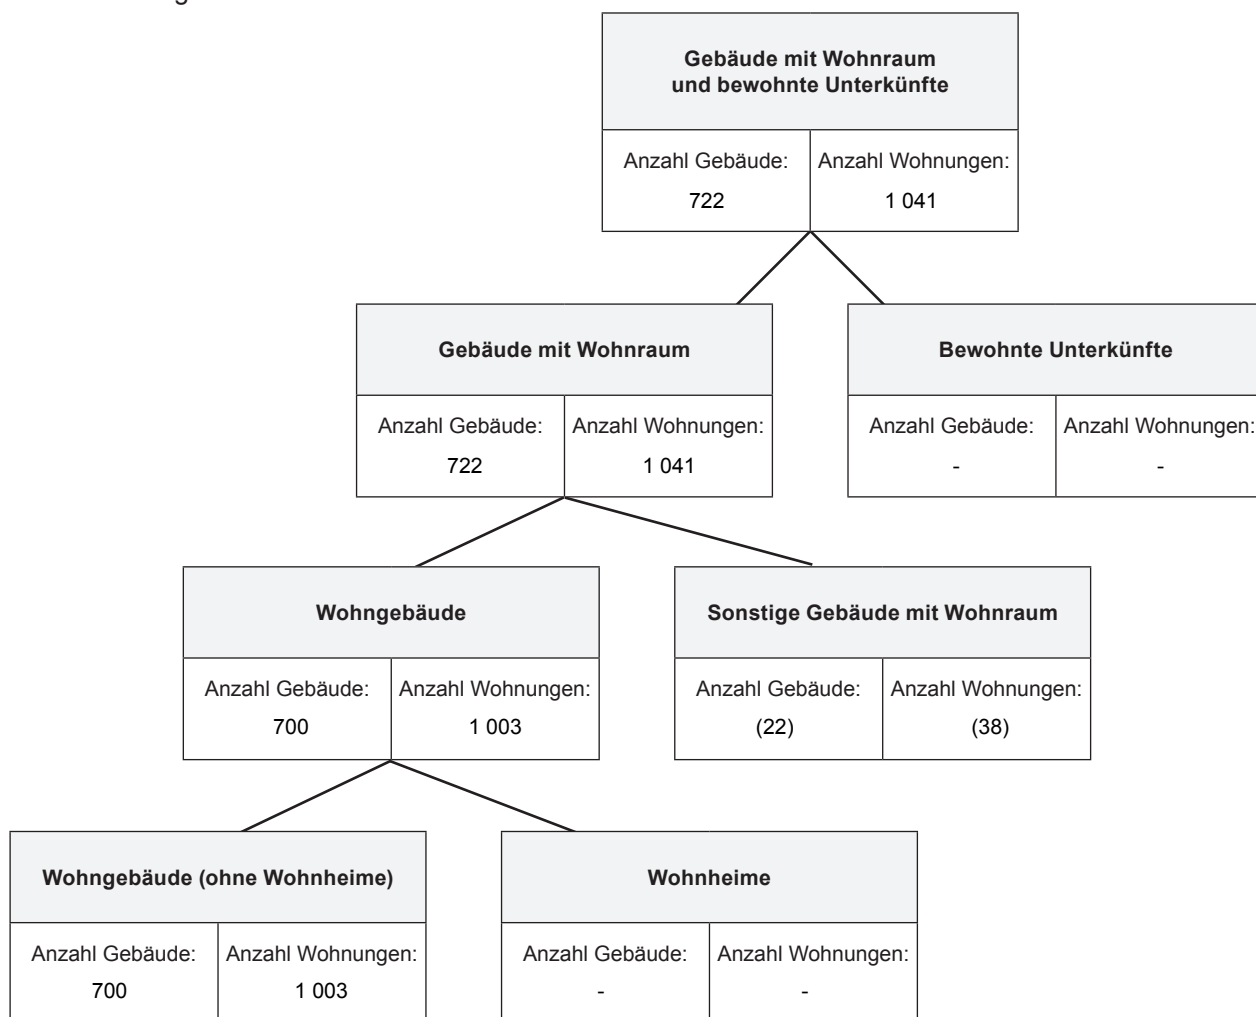 Gebäude mit Wohnraum
und bewohnte Unterkünfte
Anzahl Gebäude: Anzahl Wohnungen:
722 1 041
Gebäude mit Wohnraum Bewohnte Unterkünfte
Anzahl Gebäude: Anzahl Wohnungen: Anzahl Gebäude: Anzahl Wohnungen:
722 1 041 - -
Wohngebäude Sonstige Gebäude mit Wohnraum
Anzahl Gebäude: Anzahl Wohnungen: Anzahl Gebäude: Anzahl Wohnungen:
700 1 003 (22) (38)
Wohngebäude (ohne Wohnheime) Wohnheime
Anzahl Gebäude: Anzahl Wohnungen: Anzahl Gebäude: Anzahl Wohnungen:
700 1 003 - -